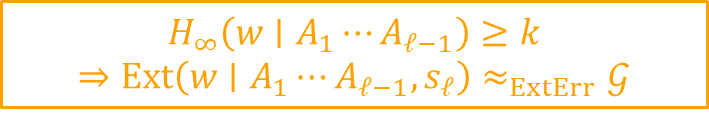 H∞(w | A1 ⋯ Aℓ−1) ≥ k
⇒ Ext(w | A1 ⋯ Aℓ−1, sℓ) ≈ExtErr 𝒢